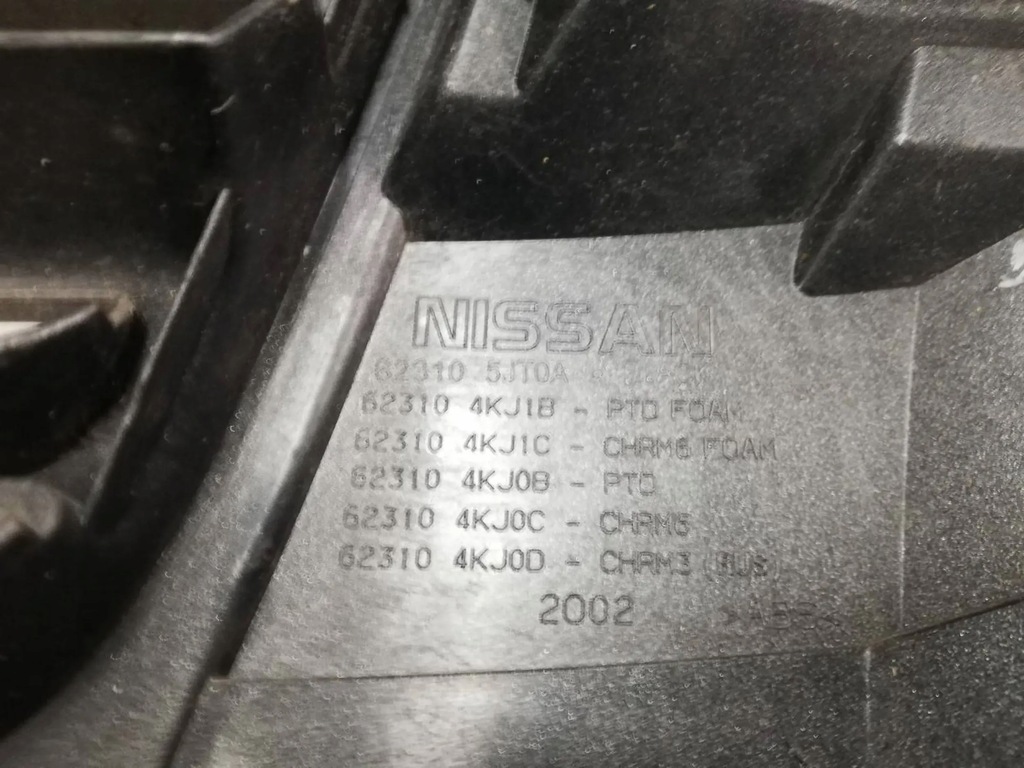 NISSAN
62310 5JT0A
62310 4KJ1B - PTD FOAM
62310 4KJ1C - CHRM6 FOAM
62310 4KJ0B - PTD
62310 4KJ0C - CHRM6
62310 4KJ0D - CHRM3
2002